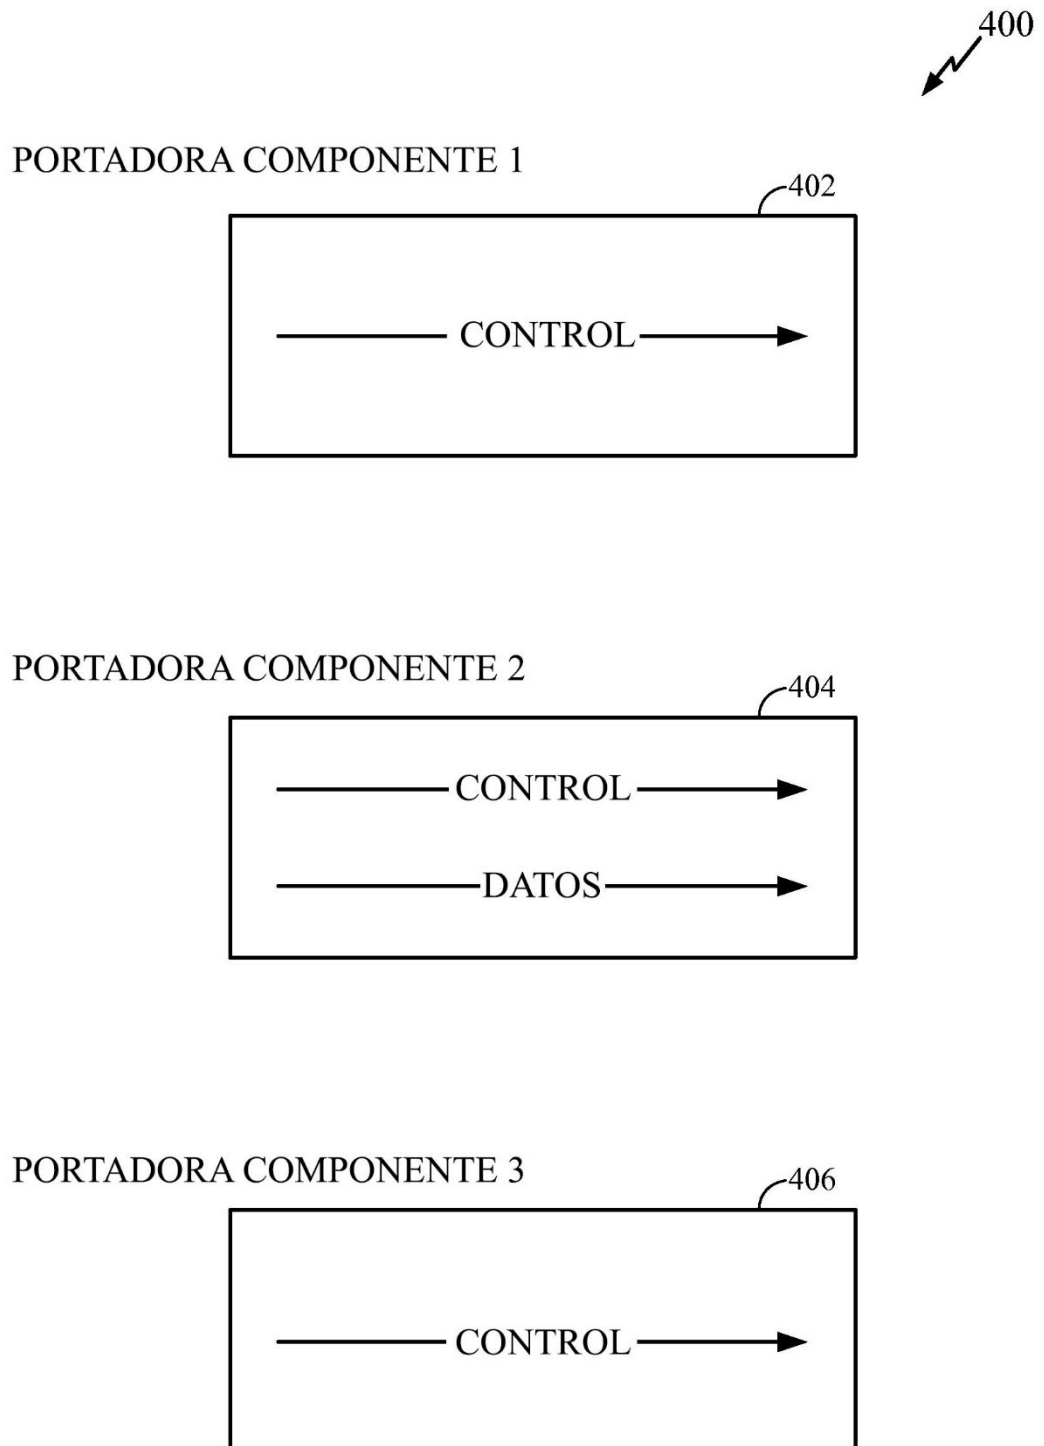 400
PORTADORA COMPONENTE 1
402
CONTROL
PORTADORA COMPONENTE 2
404
CONTROL
DATOS
PORTADORA COMPONENTE 3
406
CONTROL